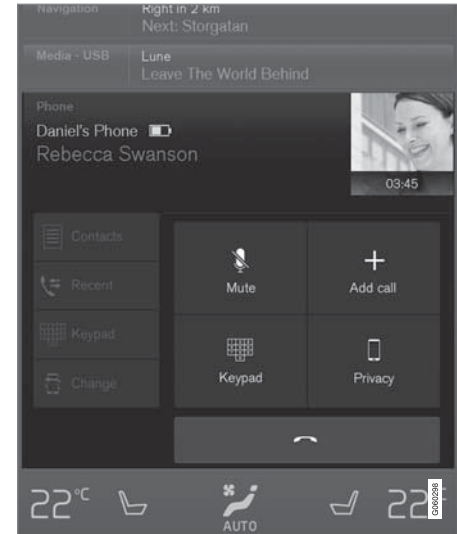 Navigation
Right in 2 km
Next: Storgatan
Media - USB
Lune
Leave The World Behind
Phone
Daniel's Phone
Rebecca Swanson
03:45
Contacts
Recent
Keypad
Change
Mute
Add call
Keypad
Privacy
22°C
AUTO
22
G060298